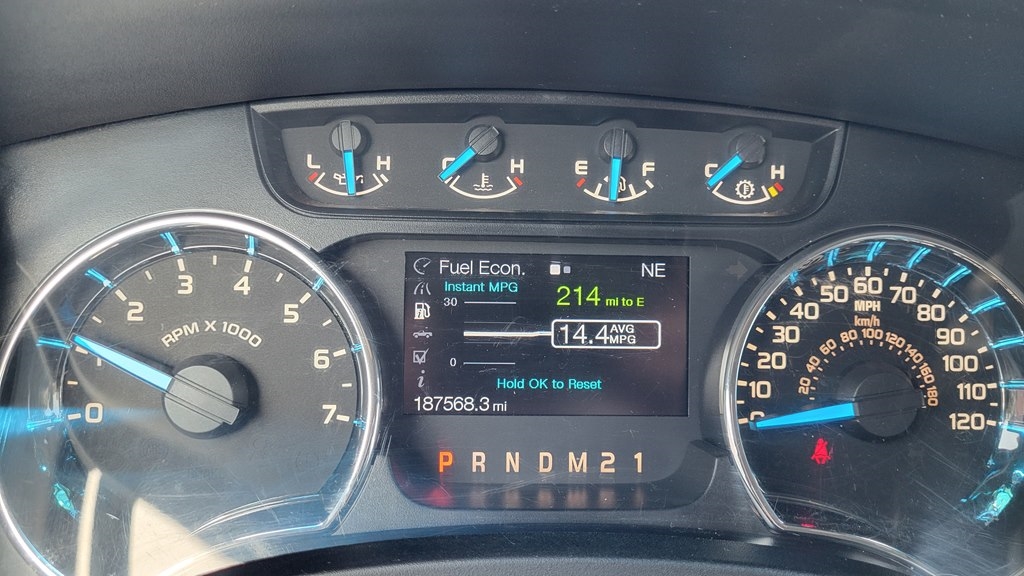 L H
C H
E F
C H
Fuel Econ. NE
Instant MPG
30
214 mi to E
14.4 AVG MPG
0
Hold OK to Reset
187568.3 mi
P R N D M 2 1
0 2 3 4 5 6 7
RPM X 1000
0 10 20 30 40 50 60 70 80 90 100 110 120
MPH
km/h
20 40 60 80 100 120 140 160 180